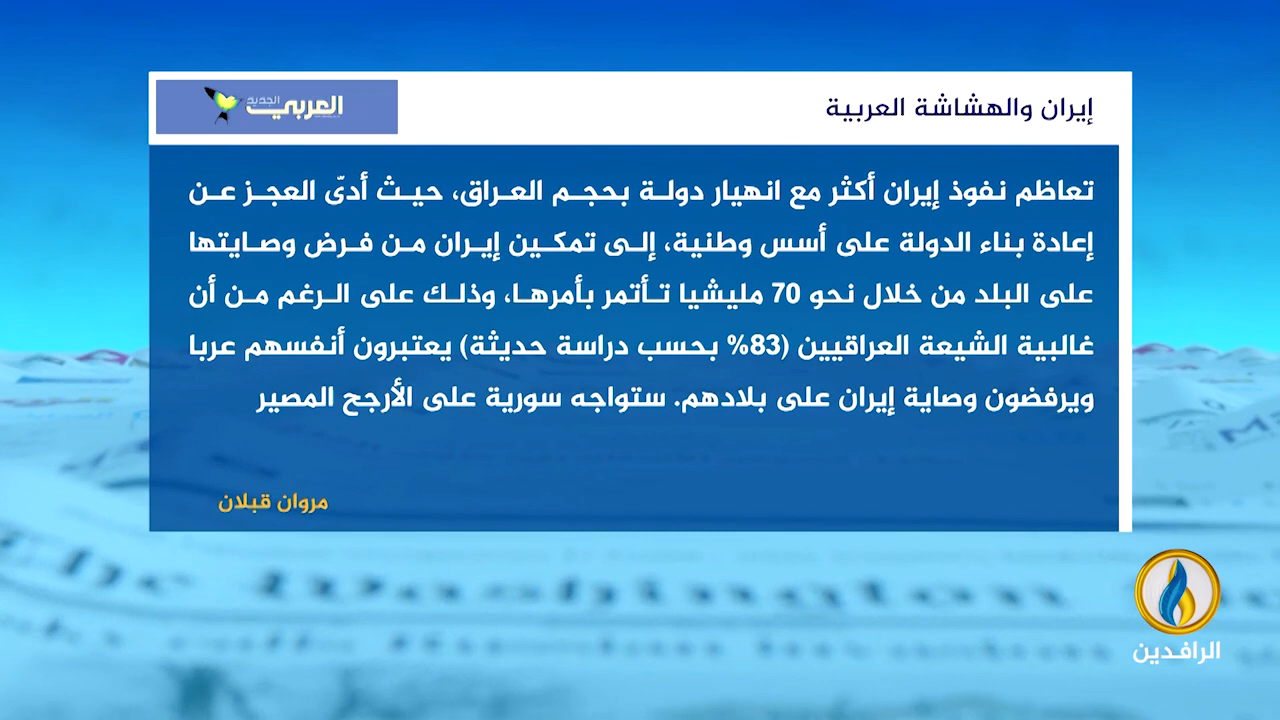 إيران والهشاشة العربية
العربي الجديد
تعاظم نفوذ إيران أكثر مع انهيار دولة بحجم العراق، حيث أدىّ العجز عن
إعادة بناء الدولة على أسس وطنية، إلى تمكين إيران من فرض وصايتها
على البلد من خلال نحو 70 مليشيا تأتمر بأمرها، وذلك على الرغم من أن
غالبية الشيعة العراقيين (83% بحسب دراسة حديثة) يعتبرون أنفسهم عربا
ويرفضون وصاية إيران على بلادهم. ستواجه سورية على الأرجح المصير
مروان قبلان
الرافدين